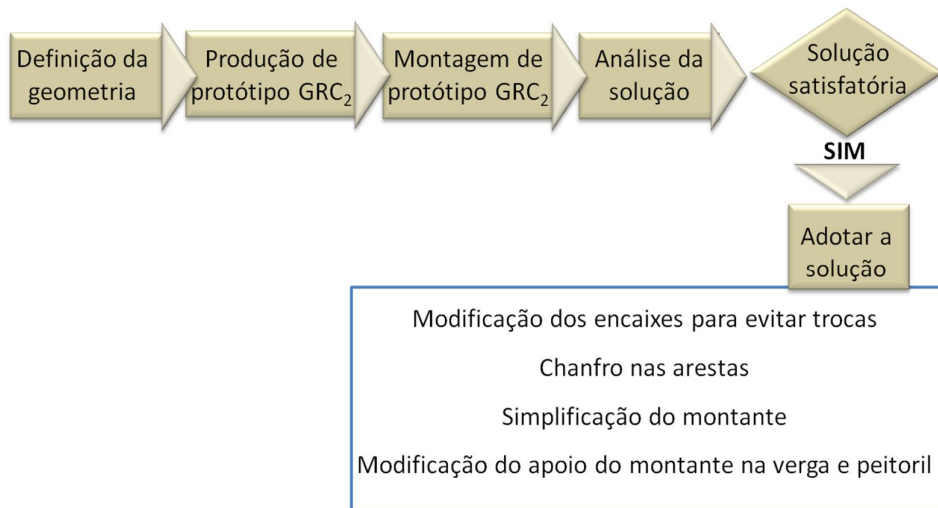 Definição da
geometria
Produção de
protótipo GRC₂
Montagem de
protótipo GRC₂
Análise da
solução
Solução
satisfatória
SIM
Adotar a
solução
Modificação dos encaixes para evitar trocas
Chanfro nas arestas
Simplificação do montante
Modificação do apoio do montante na verga e peitoril